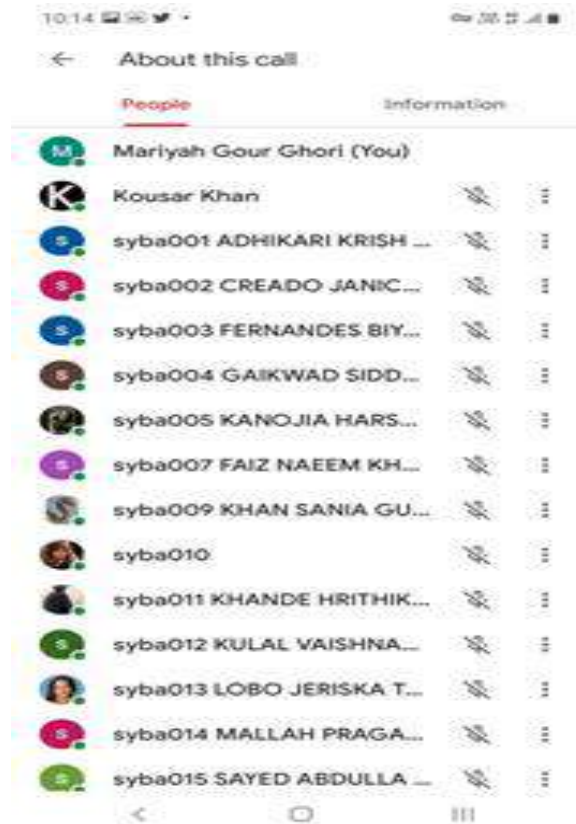 10:14
About this call
People Information
M Mariyah Gour Ghori (You)
K Kousar Khan
S syba001 ADHIKARI KRISH ...
S syba002 CREADO JANIC...
S syba003 FERNANDES BIY...
S syba004 GAIKWAD SIDD...
syba005 KANOJIA HARS...
S syba007 FAIZ NAEEM KH...
syba009 KHAN SANIA GU...
syba010
syba011 KHANDE HRITHIK...
S syba012 KULAL VAISHNA...
syba013 LOBO JERISKA T...
S syba014 MALLAH PRAGA...
S syba015 SAYED ABDULLA ...